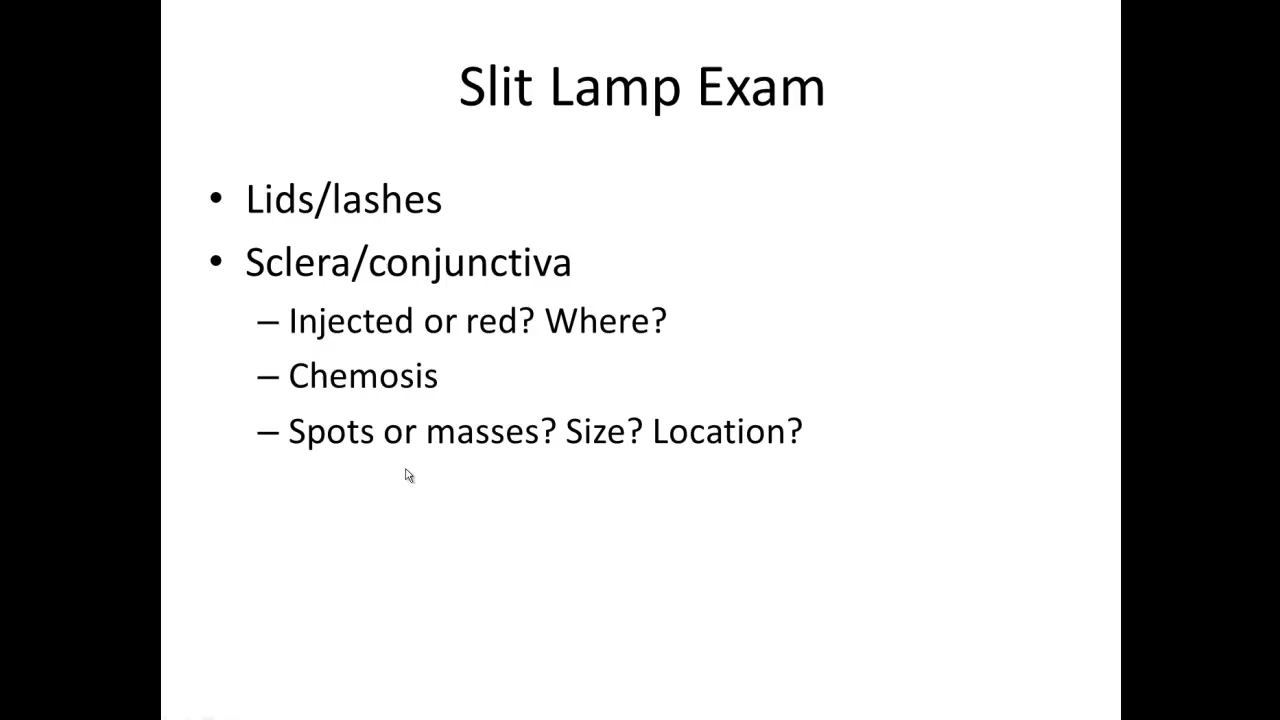 Slit Lamp Exam
• Lids/lashes
• Sclera/conjunctiva
– Injected or red? Where?
– Chemosis
– Spots or masses? Size? Location?